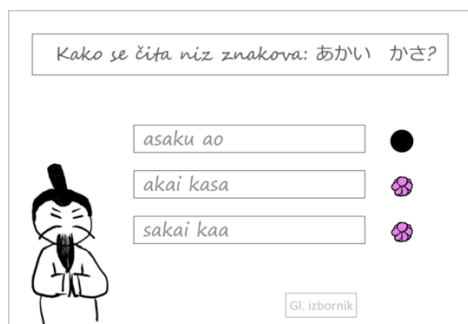 Kako se čita niz znakova: あかい　かさ?
asaku ao
akai kasa
sakai kaa
Gl. izbornik